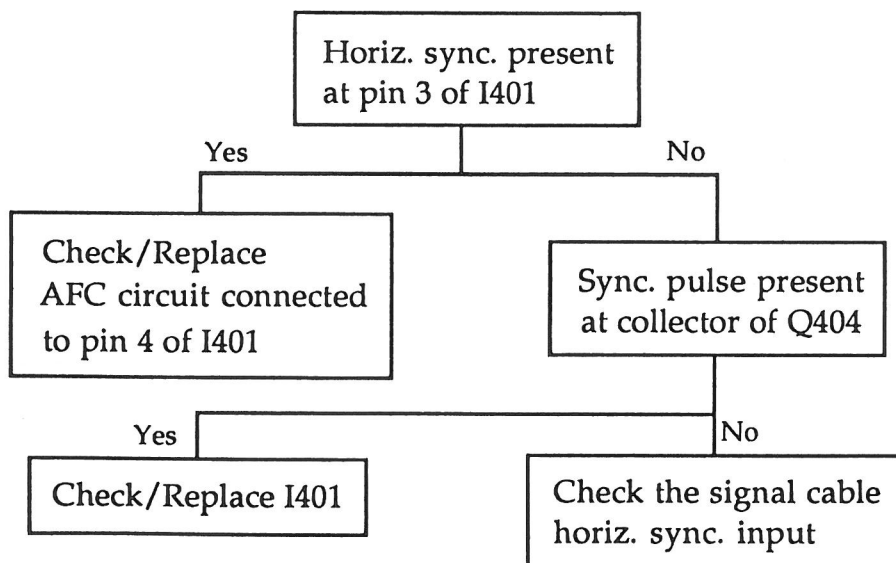 Horiz. sync. present
at pin 3 of I401
Yes
No
Check/Replace
AFC circuit connected
to pin 4 of I401
Sync. pulse present
at collector of Q404
Yes
No
Check/Replace I401
Check the signal cable
horiz. sync. input